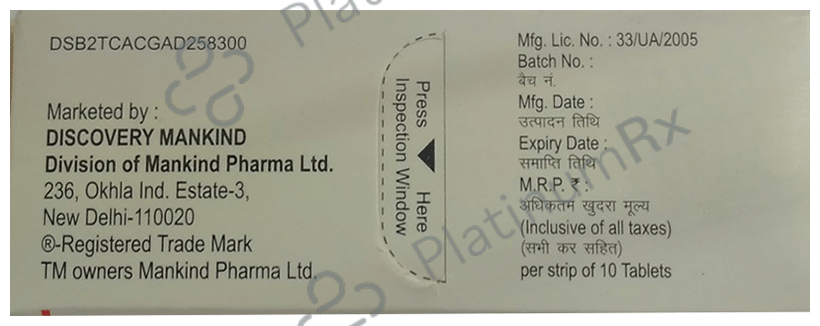 DSB2TCACGAD258300
Marketed by :
DISCOVERY MANKIND
Division of Mankind Pharma Ltd.
236, Okhla Ind. Estate-3,
New Delhi-110020
®-Registered Trade Mark
TM owners Mankind Pharma Ltd.
Press Here
Inspection Window
Mfg. Lic. No. : 33/UA/2005
Batch No. :
बैच नं.
Mfg. Date :
उत्पादन तिथि
Expiry Date :
समाप्ति तिथि
M.R.P. ₹ :
अधिकतम खुदरा मूल्य
(Inclusive of all taxes)
(सभी कर सहित)
per strip of 10 Tablets
PlatinumRx